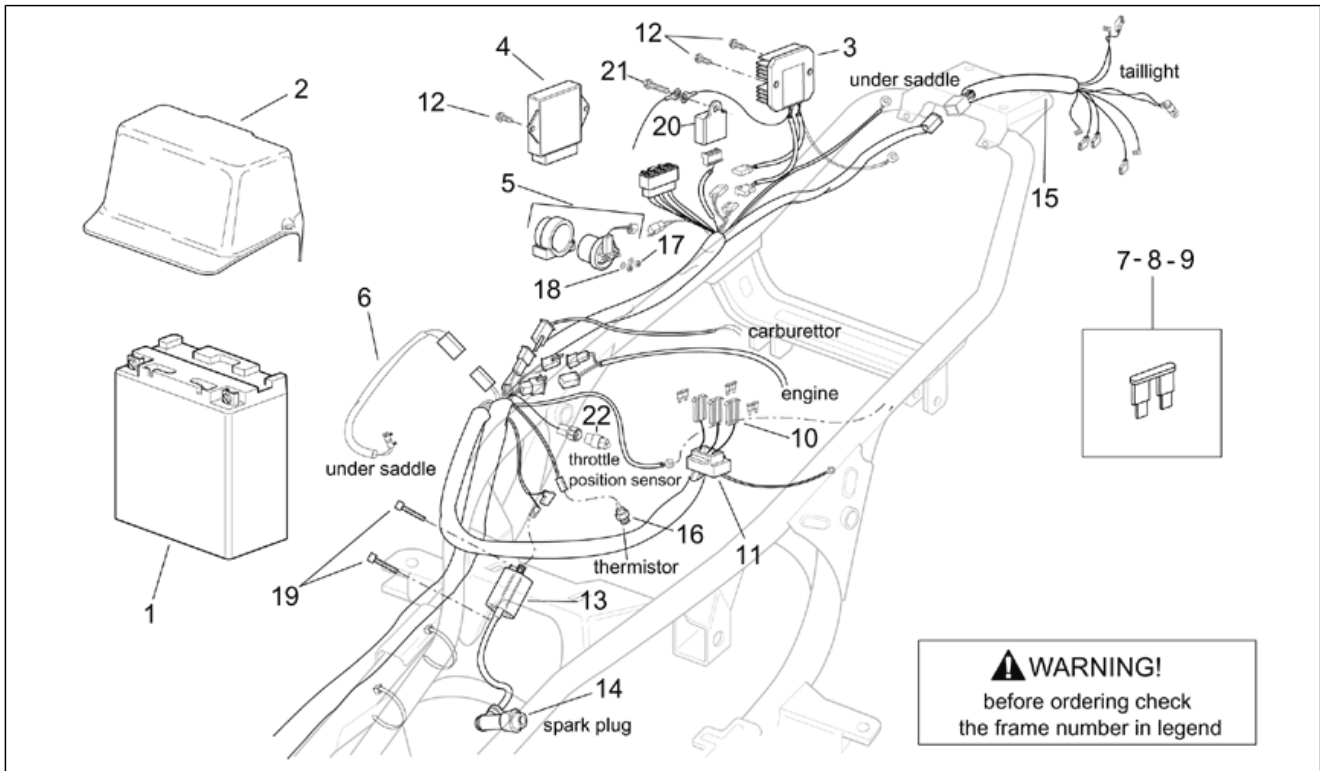 12
4
3
21
under saddle
taillight
2
12
20
5
15
17
18
7-8-9
6
carburettor
engine
22
10
throttle
position sensor
under saddle
16
11
thermistor
1
19
13
14
spark plug
WARNING!
before ordering check
the frame number in legend